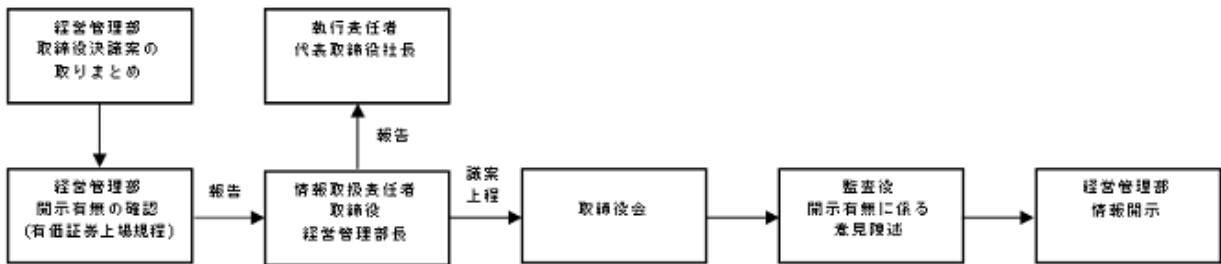 経営管理部
取締役決議案の
取りまとめ
執行責任者
代表取締役社長
報告
経営管理部
開示有無の確認
(有価証券上場規程)
報告
情報取扱責任者
取締役
経営管理部長
議案
上程
取締役会
監査役
開示有無に係る
意見陳述
経営管理部
情報開示